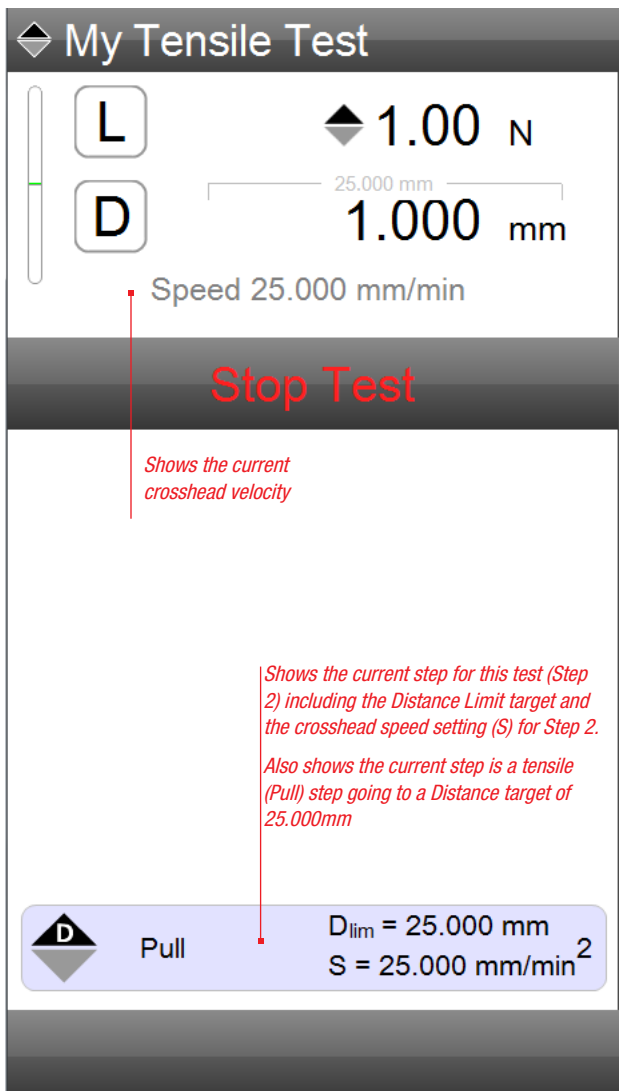 My Tensile Test
L
1.00 N
25.000 mm
D
1.000 mm
Speed 25.000 mm/min
Stop Test
Shows the current
crosshead velocity
Shows the current step for this test (Step
2) including the Distance Limit target and
the crosshead speed setting (S) for Step 2.
Also shows the current step is a tensile
(Pull) step going to a Distance target of
25.000mm
D
Pull
Dlim = 25.000 mm
S = 25.000 mm/min
2